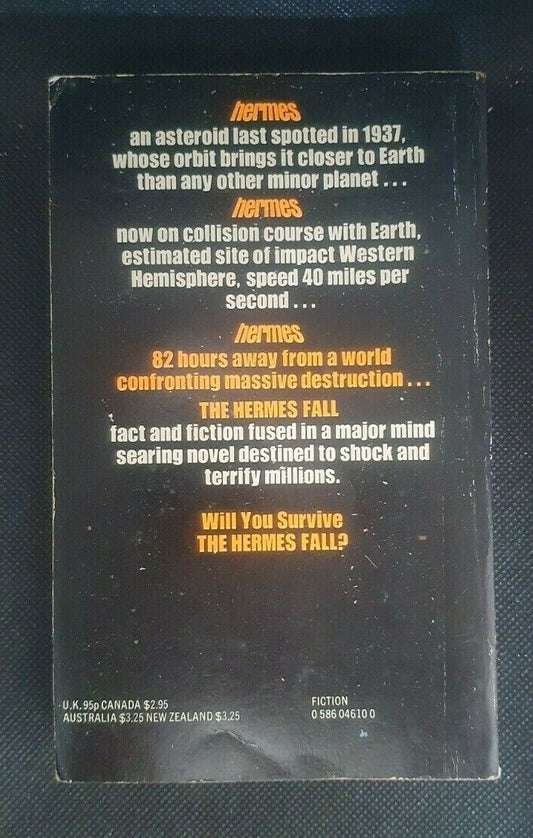 hermes
an asteroid last spotted in 1937,
whose orbit brings it closer to Earth
than any other minor planet . . .
hermes
now on collision course with Earth,
estimated site of impact Western
Hemisphere, speed 40 miles per
second . . .
hermes
82 hours away from a world
confronting massive destruction . . .
THE HERMES FALL
fact and fiction fused in a major mind
searing novel destined to shock and
terrify millions.
Will You Survive
THE HERMES FALL?
U.K. 95p CANADA $2.95
AUSTRALIA $3.25 NEW ZEALAND $3.25
FICTION
0 586 04610 0